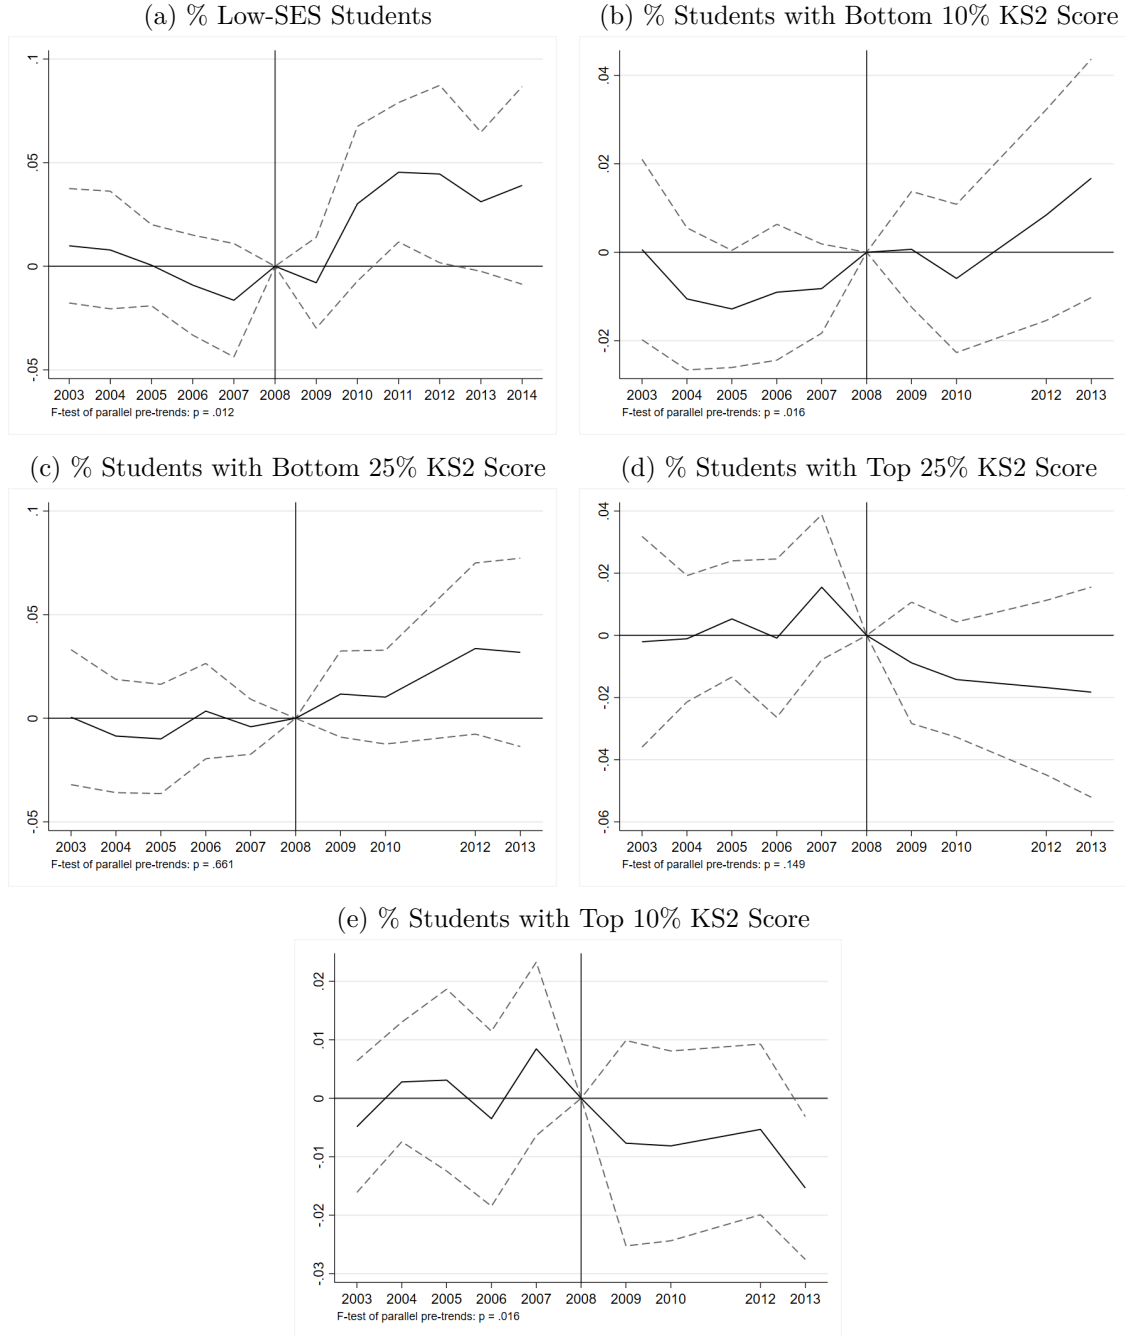 (a) % Low-SES Students
.1
.05
0
-.05
2003 2004 2005 2006 2007 2008 2009 2010 2011 2012 2013 2014
F-test of parallel pre-trends: p = .012
(b) % Students with Bottom 10% KS2 Score
.04
.02
0
-.02
2003 2004 2005 2006 2007 2008 2009 2010 2012 2013
F-test of parallel pre-trends: p = .016
(c) % Students with Bottom 25% KS2 Score
.1
.05
0
-.05
2003 2004 2005 2006 2007 2008 2009 2010 2012 2013
F-test of parallel pre-trends: p = .661
(d) % Students with Top 25% KS2 Score
.04
.02
0
-.02
-.04
-.06
2003 2004 2005 2006 2007 2008 2009 2010 2012 2013
F-test of parallel pre-trends: p = .149
(e) % Students with Top 10% KS2 Score
.02
.01
0
-.01
-.02
-.03
2003 2004 2005 2006 2007 2008 2009 2010 2012 2013
F-test of parallel pre-trends: p = .016